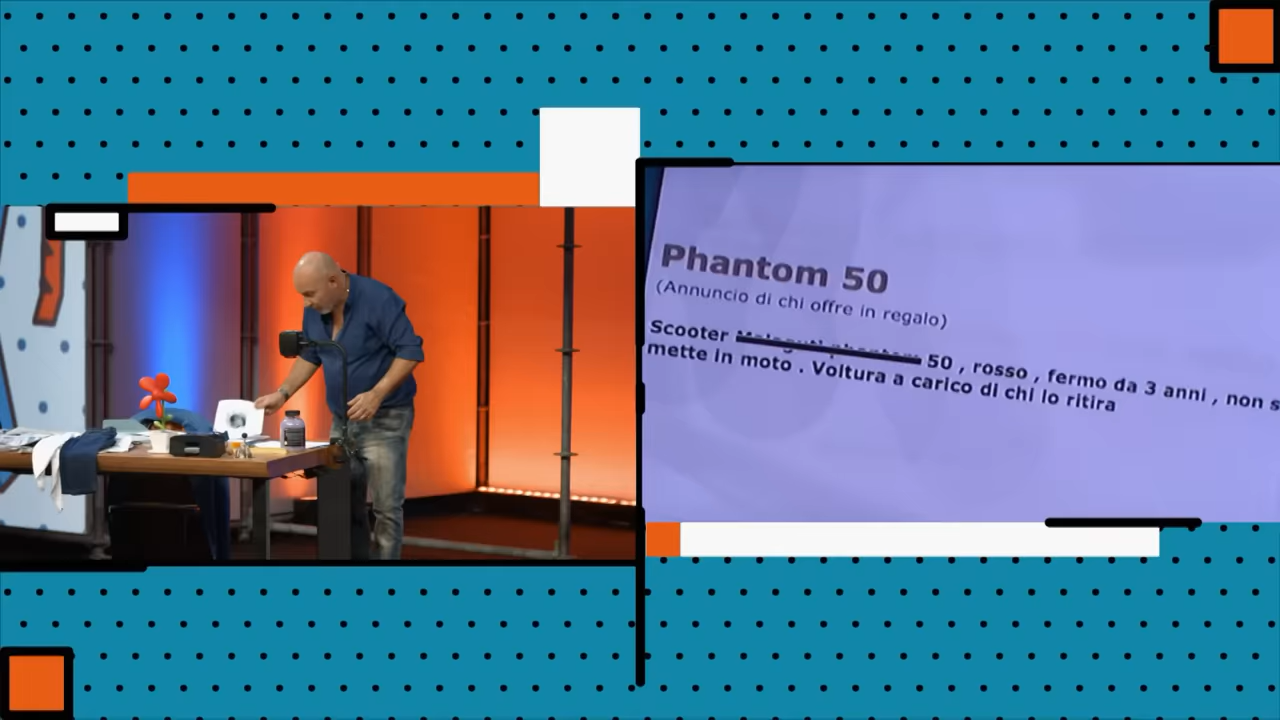 Phantom 50
(Annuncio di chi offre in regalo)
Scooter 50 , rosso , fermo da 3 anni , non s
mette in moto . Voltura a carico di chi lo ritira